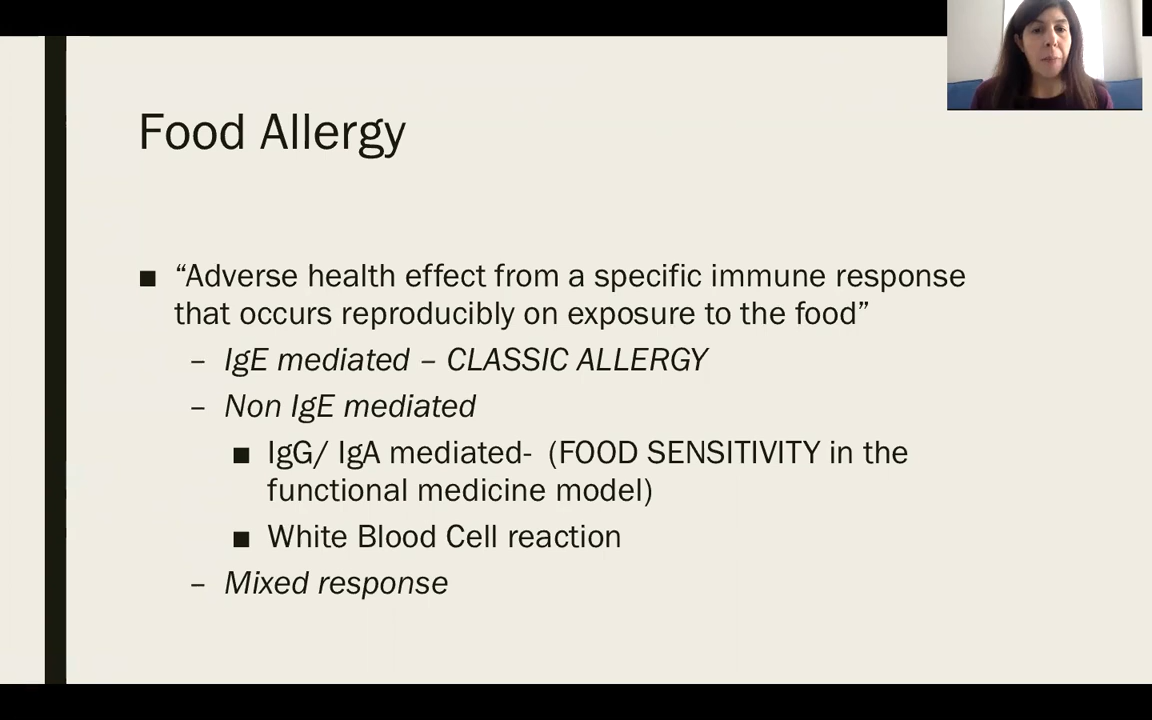 Food Allergy
■ “Adverse health effect from a specific immune response
that occurs reproducibly on exposure to the food”
– IgE mediated – CLASSIC ALLERGY
– Non IgE mediated
■ IgG/ IgA mediated- (FOOD SENSITIVITY in the
functional medicine model)
■ White Blood Cell reaction
– Mixed response